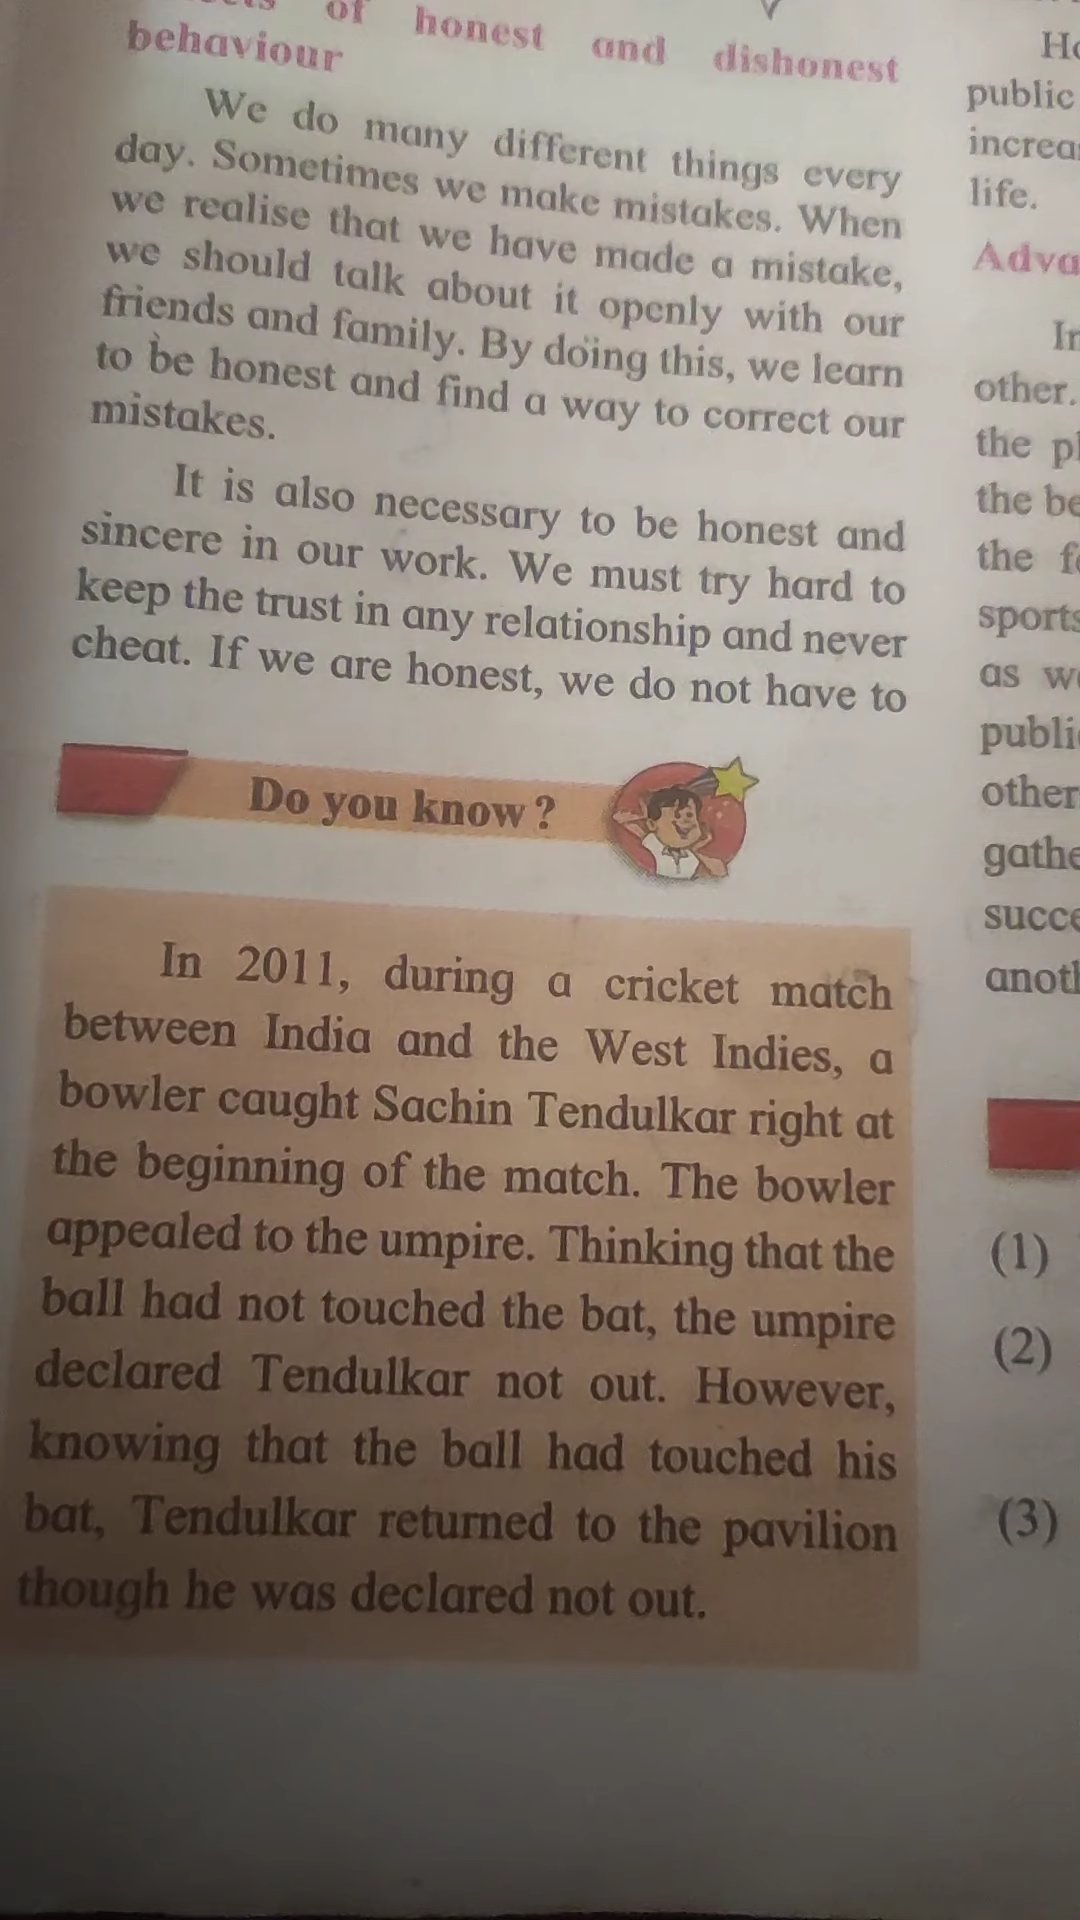 of honest and dishonest
behaviour
We do many different things every
day. Sometimes we make mistakes. When
we realise that we have made a mistake,
we should talk about it openly with our
friends and family. By doing this, we learn
to be honest and find a way to correct our
mistakes.
It is also necessary to be honest and
sincere in our work. We must try hard to
keep the trust in any relationship and never
cheat. If we are honest, we do not have to
Do you know ?
In 2011, during a cricket match
between India and the West Indies, a
bowler caught Sachin Tendulkar right at
the beginning of the match. The bowler
appealed to the umpire. Thinking that the
ball had not touched the bat, the umpire
declared Tendulkar not out. However,
knowing that the ball had touched his
bat, Tendulkar returned to the pavilion
though he was declared not out.
public
life.
other.
the
the
the
as
(1)
(2)
(3)